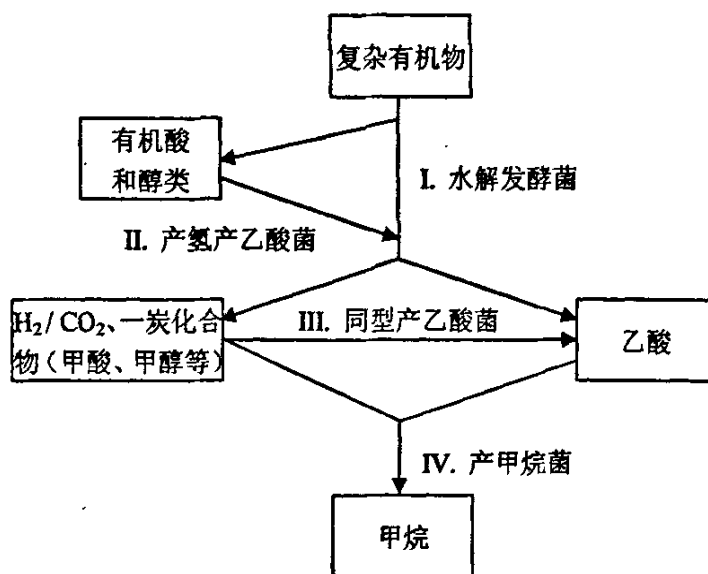 复杂有机物
有机酸
和醇类
I. 水解发酵菌
II. 产氢产乙酸菌
H₂ / CO₂、一炭化合
物（甲酸、甲醇等）
III. 同型产乙酸菌
乙酸
IV. 产甲烷菌
甲烷